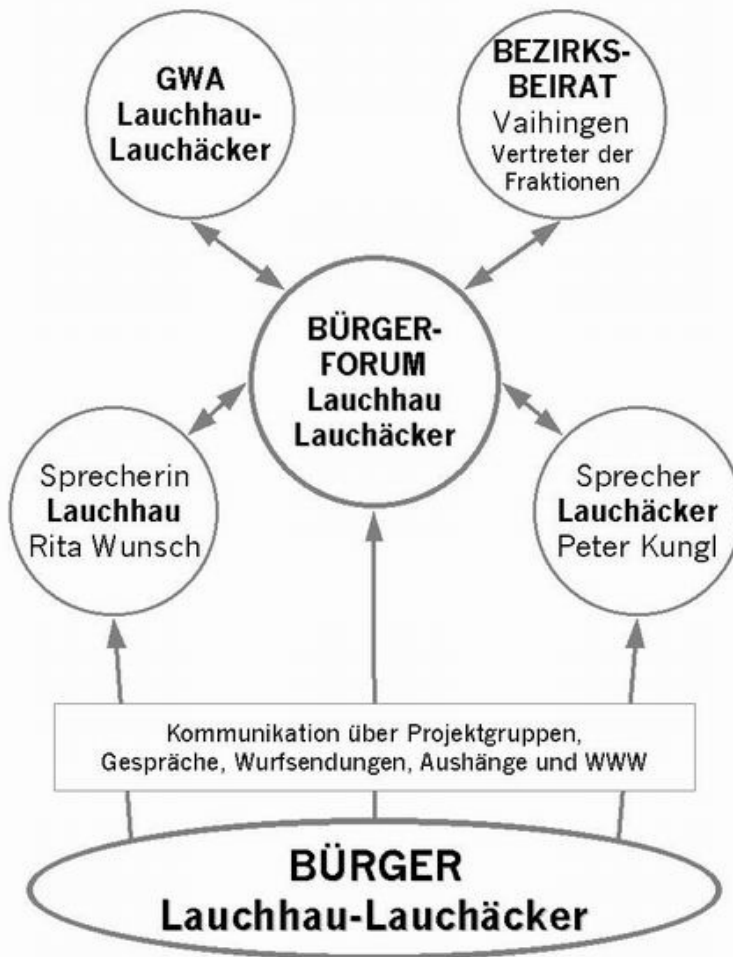 GWA
Lauchhau-
Lauchäcker
BEZIRKS-
BEIRAT
Vaihingen
Vertreter der
Fraktionen
BÜRGER-
FORUM
Lauchhau
Lauchäcker
Sprecherin
Lauchhau
Rita Wunsch
Sprecher
Lauchäcker
Peter Kungl
Kommunikation über Projektgruppen,
Gespräche, Wurfsendungen, Aushänge und WWW
BÜRGER
Lauchhau-Lauchäcker